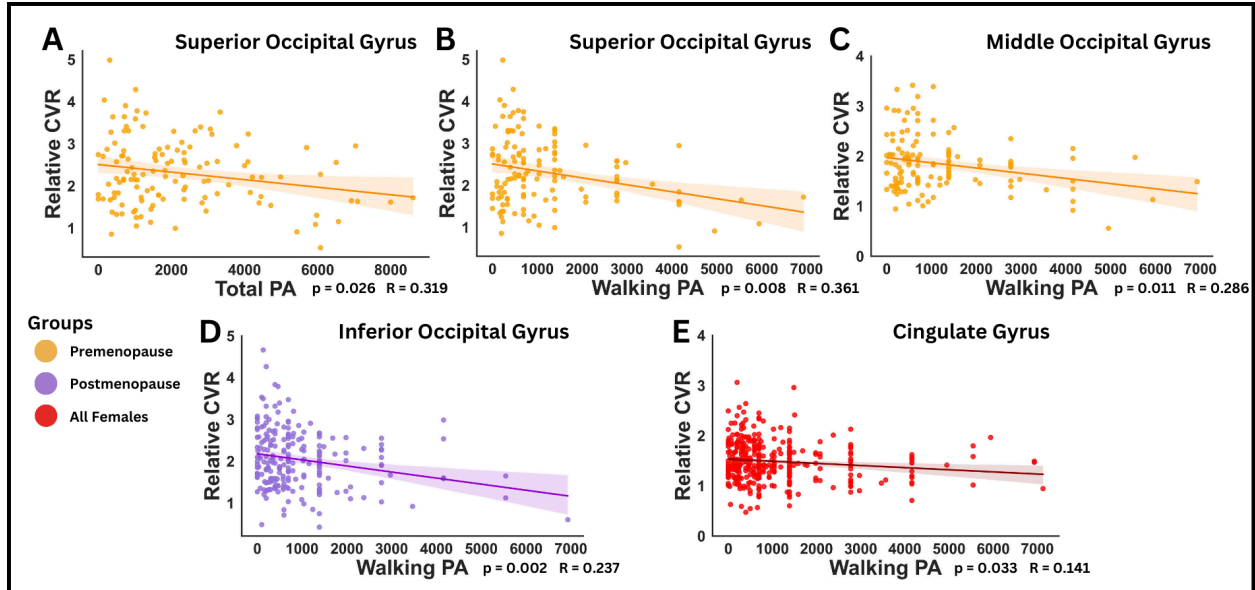 A Superior Occipital Gyrus
Relative CVR
5
4
3
2
1
0 2000 4000 6000 8000
Total PA p = 0.026 R = 0.319
B Superior Occipital Gyrus
Relative CVR
5
4
3
2
1
0 1000 2000 3000 4000 5000 6000 7000
Walking PA p = 0.008 R = 0.361
C Middle Occipital Gyrus
Relative CVR
4
3
2
1
0
0 1000 2000 3000 4000 5000 6000 7000
Walking PA p = 0.011 R = 0.286
Groups
Premenopause
Postmenopause
All Females
D Inferior Occipital Gyrus
Relative CVR
5
4
3
2
1
0 1000 2000 3000 4000 5000 6000 7000
Walking PA p = 0.002 R = 0.237
E Cingulate Gyrus
Relative CVR
4
3
2
1
0
0 1000 2000 3000 4000 5000 6000 7000
Walking PA p = 0.033 R = 0.141